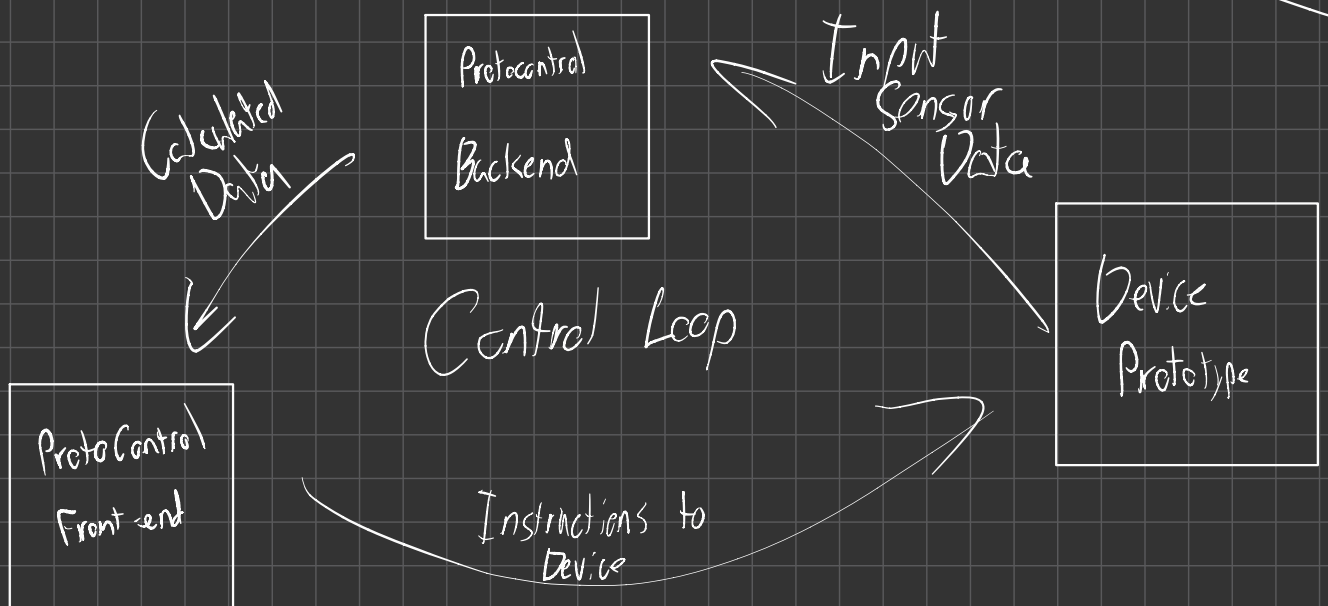 Protocontrol
Backend
Input
Sensor
Data
Calculated
Data
Device
Prototype
Control Loop
ProtoControl
Front-end
Instructions to
Device